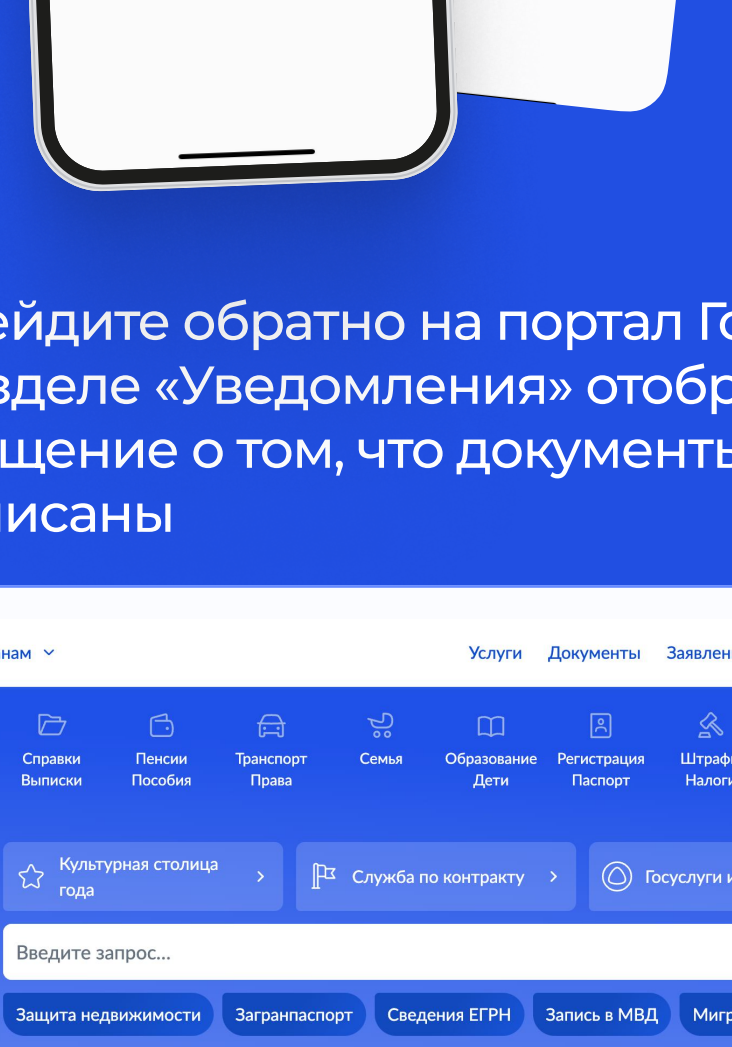 ейдите обратно на портал Го
зделе «Уведомления» отобр
щение о том, что документы
исаны
нам
Услуги Документы Заявлен
Справки Выписки
Пенсии Пособия
Транспорт Права
Семья
Образование Дети
Регистрация Паспорт
Штраф
Налоги
Культурная столица
года
Служба по контракту
Госуслуги и
Введите запрос...
Защита недвижимости Загранпаспорт Сведения ЕГРН Запись в МВД Мигр